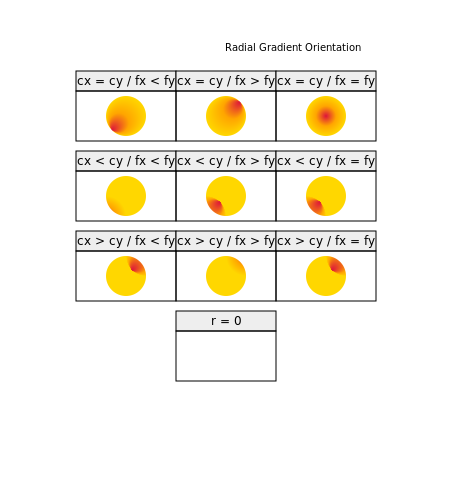 Radial Gradient Orientation
cx = cy / fx < fy cx = cy / fx > fy cx = cy / fx = fy
cx < cy / fx < fy cx < cy / fx > fy cx < cy / fx = fy
cx > cy / fx < fy cx > cy / fx > fy cx > cy / fx = fy
r = 0